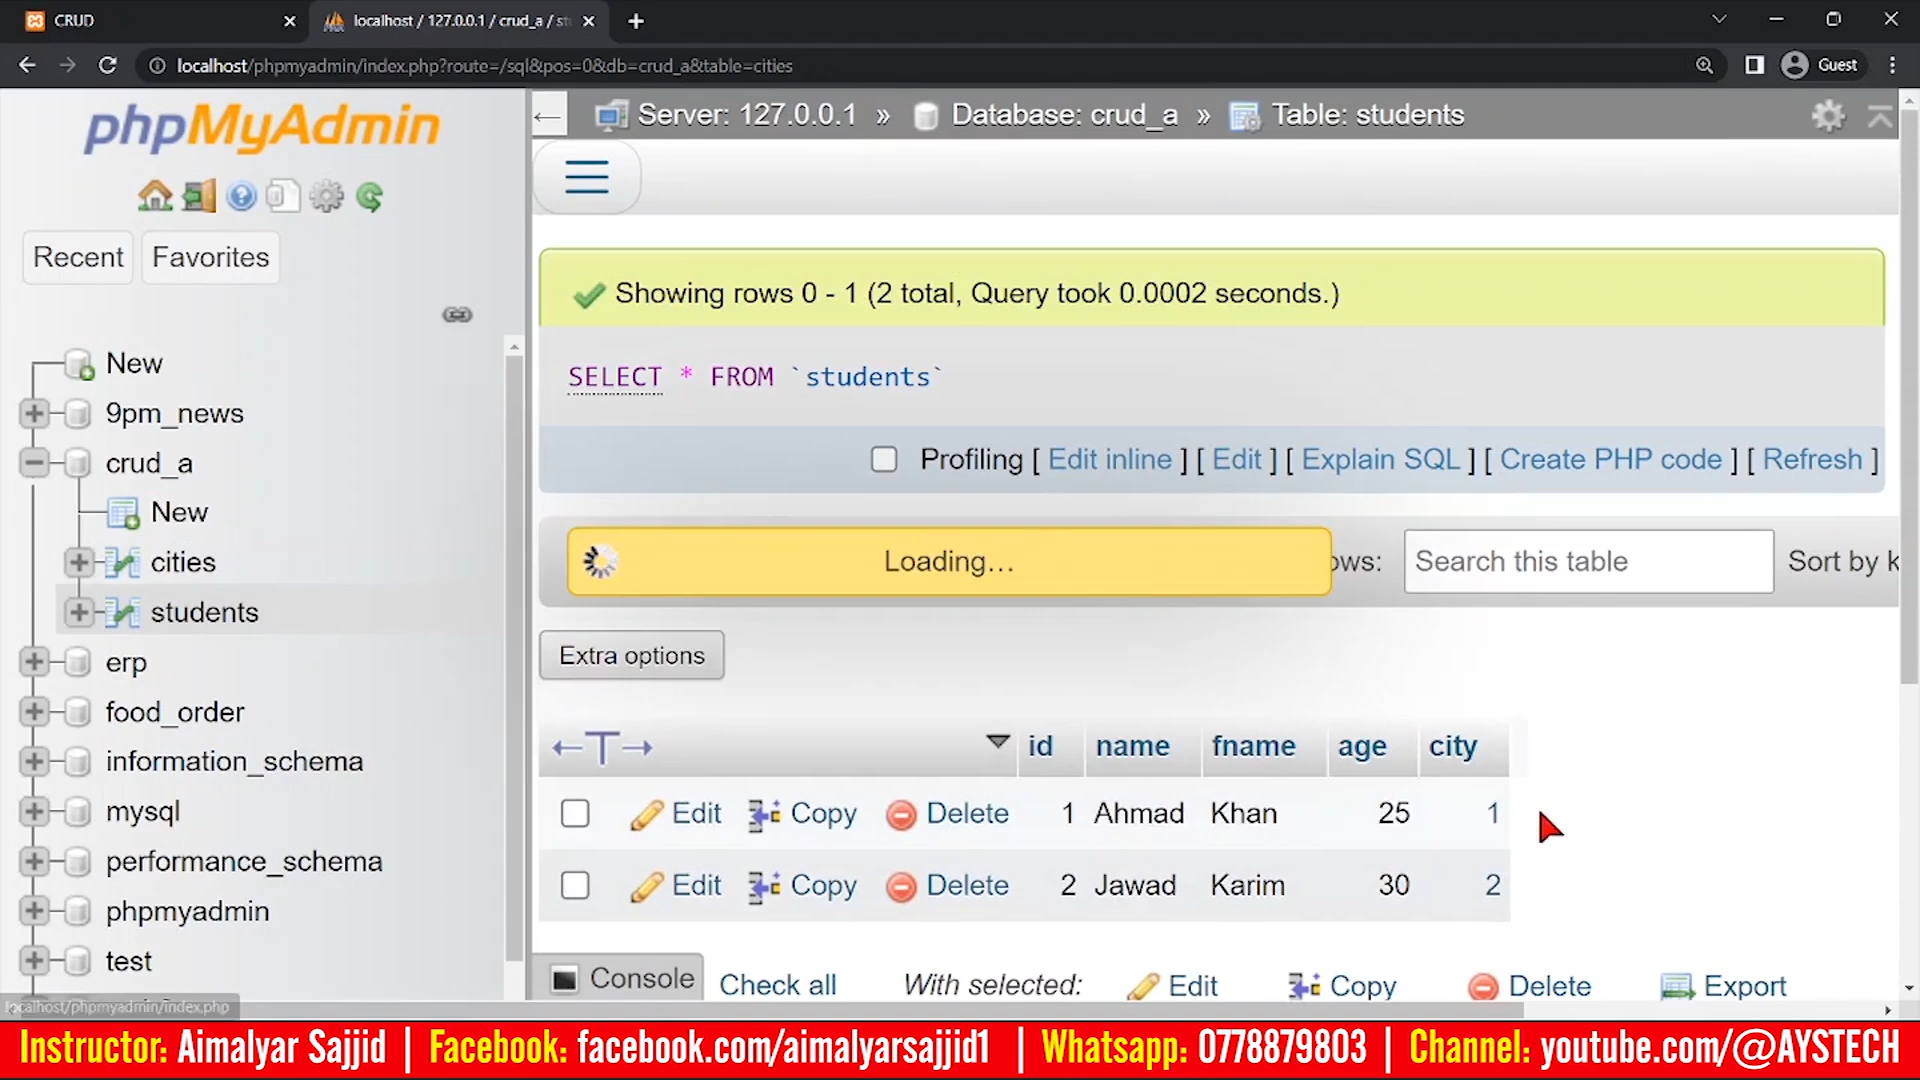 CRUD
localhost / 127.0.0.1 / crud_a / st
localhost/phpmyadmin/index.php?route=/sql&pos=0&db=crud_a&table=cities
Guest
phpMyAdmin
Server: 127.0.0.1 » Database: crud_a » Table: students
Recent
Favorites
Showing rows 0 - 1 (2 total, Query took 0.0002 seconds.)
SELECT * FROM `students`
Profiling [ Edit inline ] [ Edit ] [ Explain SQL ] [ Create PHP code ] [ Refresh ]
New
9pm_news
crud_a
New
cities
students
erp
food_order
information_schema
mysql
performance_schema
phpmyadmin
test
Loading...
ows:
Search this table
Sort by k
Extra options
←T→ id name fname age city
Edit Copy Delete 1 Ahmad Khan 25 1
Edit Copy Delete 2 Jawad Karim 30 2
Console
Check all
With selected:
Edit
Copy
Delete
Export
localhost/phpmyadmin/index.php
Instructor: Aimalyar Sajjid | Facebook: facebook.com/aimalyarsajjid1 | Whatsapp: 0778879803 | Channel: youtube.com/@AYSTECH